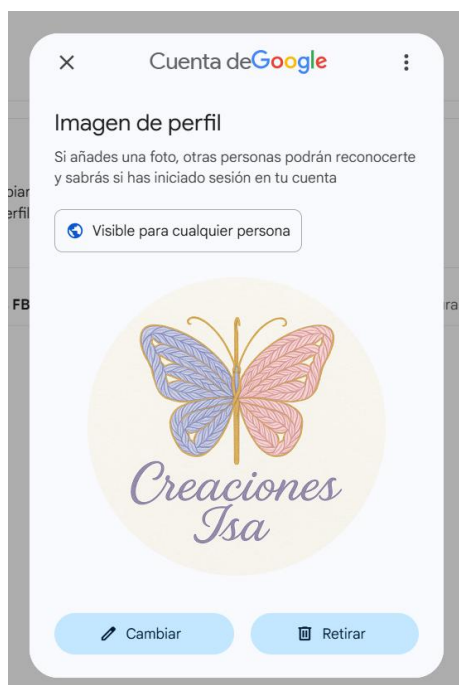 Cuenta de Google
Imagen de perfil
Si añades una foto, otras personas podrán reconocerte
y sabrás si has iniciado sesión en tu cuenta
Visible para cualquier persona
FB
Creaciones
Isa
Cambiar
Retirar